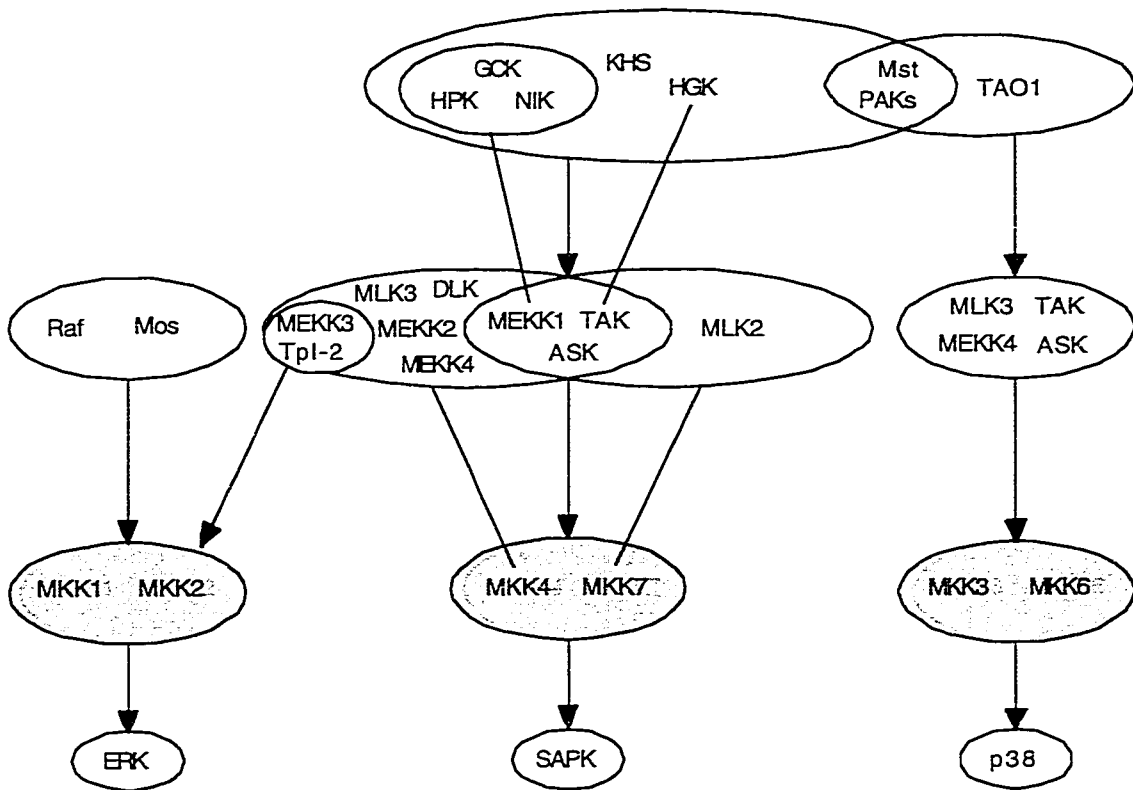 GCK
HPK NIK
KHS
HGK
Mst
PAKs
TAO1
Raf Mos
MLK3 DLK
MEKK3
Tpl-2
MEKK2
MEKK4
MEKK1 TAK
ASK
MLK2
MLK3 TAK
MEKK4 ASK
MKK1 MKK2
MKK4 MKK7
MKK3 MKK6
ERK
SAPK
p38